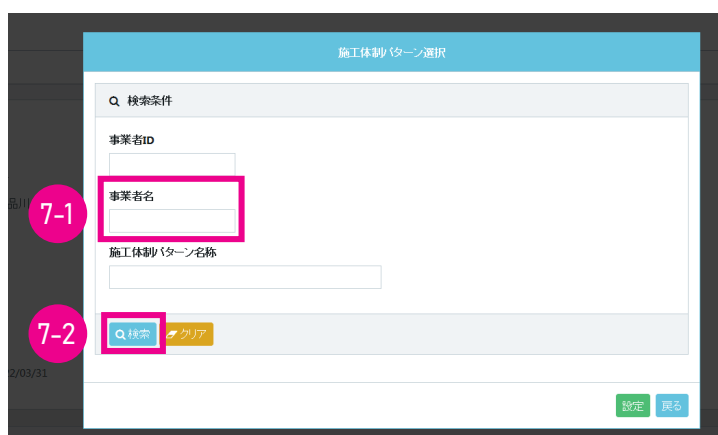 施工体制パターン選択
検索条件
事業者ID
品川
7-1
事業者名
施工体制パターン名称
7-2
検索 クリア
2/03/31
設定 戻る